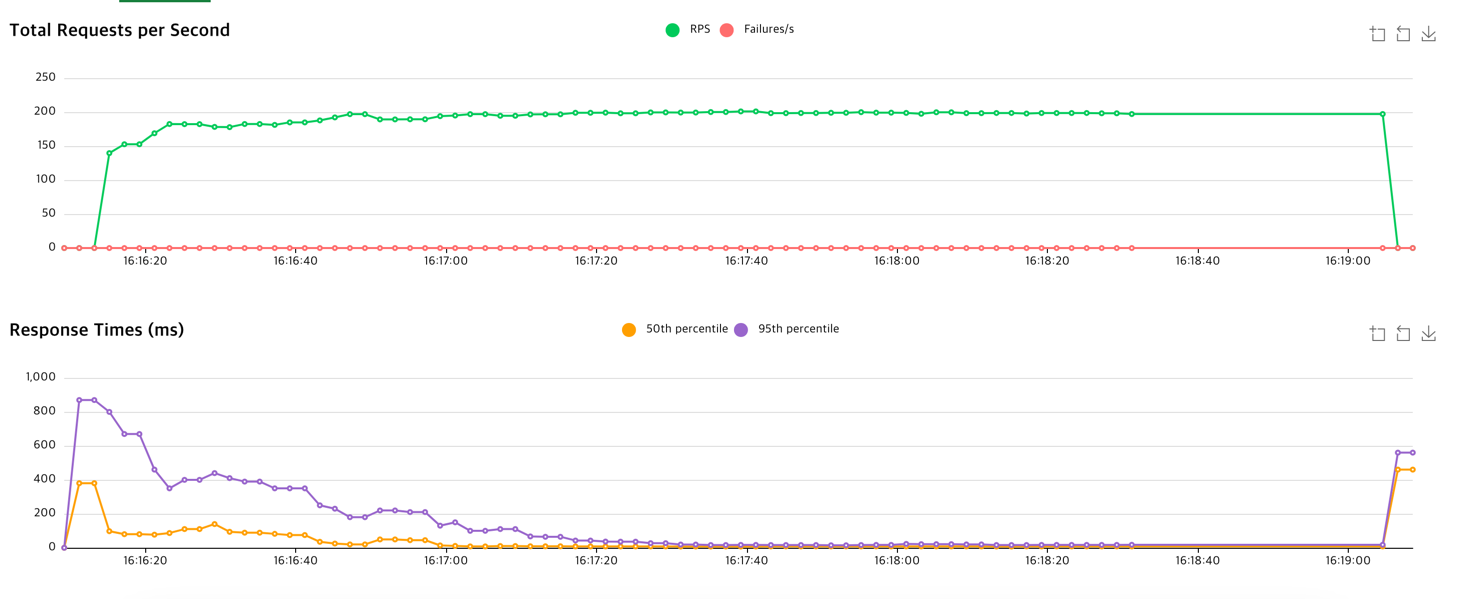 Total Requests per Second
RPS Failures/s
250
200
150
100
50
0
16:16:20 16:16:40 16:17:00 16:17:20 16:17:40 16:18:00 16:18:20 16:18:40 16:19:00
Response Times (ms)
50th percentile 95th percentile
1,000
800
600
400
200
0
16:16:20 16:16:40 16:17:00 16:17:20 16:17:40 16:18:00 16:18:20 16:18:40 16:19:00